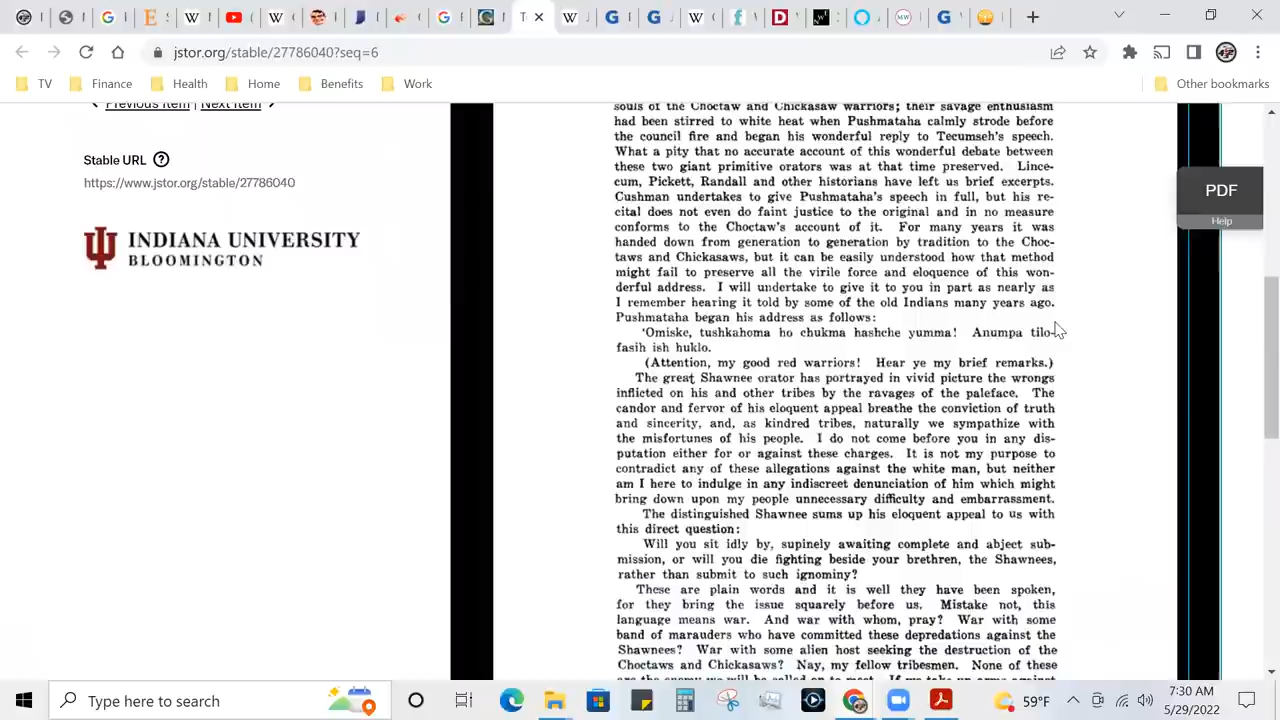 jstor.org/stable/27786040?seq=6
TV
Finance
Health
Home
Benefits
Work
Other bookmarks
Previous Item | Next Item
Stable URL
https://www.jstor.org/stable/27786040
INDIANA UNIVERSITY
BLOOMINGTON
souls of the Choctaw and Chickasaw warriors; their savage enthusiasm
had been stirred to white heat when Pushmataha calmly strode before
the council fire and began his wonderful reply to Tecumseh's speech.
What a pity that no accurate account of this wonderful debate between
these two giant primitive orators was at that time preserved. Lince-
cum, Pickett, Randall and other historians have left us brief excerpts.
Cushman undertakes to give Pushmataha's speech in full, but his re-
cital does not even do faint justice to the original and in no measure
conforms to the Choctaw's account of it. For many years it was
handed down from generation to generation by tradition to the Choc-
taws and Chickasaws, but it can be easily understood how that method
might fail to preserve all the virile force and eloquence of this won-
derful address. I will undertake to give it to you in part as nearly as
I remember hearing it told by some of the old Indians many years ago.
Pushmataha began his address as follows:
'Omiske, tushkahoma ho chukma hashche yumma! Anumpa tilo-
fasih ish huklo.
(Attention, my good red warriors! Hear ye my brief remarks.)
The great Shawnee orator has portrayed in vivid picture the wrongs
inflicted on his and other tribes by the ravages of the paleface. The
candor and fervor of his eloquent appeal breathe the conviction of truth
and sincerity, and, as kindred tribes, naturally we sympathize with
the misfortunes of his people. I do not come before you in any dis-
putation either for or against these charges. It is not my purpose to
contradict any of these allegations against the white man, but neither
am I here to indulge in any indiscreet denunciation of him which might
bring down upon my people unnecessary difficulty and embarrassment.
The distinguished Shawnee sums up his eloquent appeal to us with
this direct question:
Will you sit idly by, supinely awaiting complete and abject sub-
mission, or will you die fighting beside your brethren, the Shawnees,
rather than submit to such ignominy?
These are plain words and it is well they have been spoken,
for they bring the issue squarely before us. Mistake not, this
language means war. And war with whom, pray? War with some
band of marauders who have committed these depredations against the
Shawnees? War with some alien host seeking the destruction of the
Choctaws and Chickasaws? Nay, my fellow tribesmen. None of these
are the enemy we will be called on to meet. If we take up arms against
PDF
Help
Type here to search
59°F
7:30 AM
5/29/2022